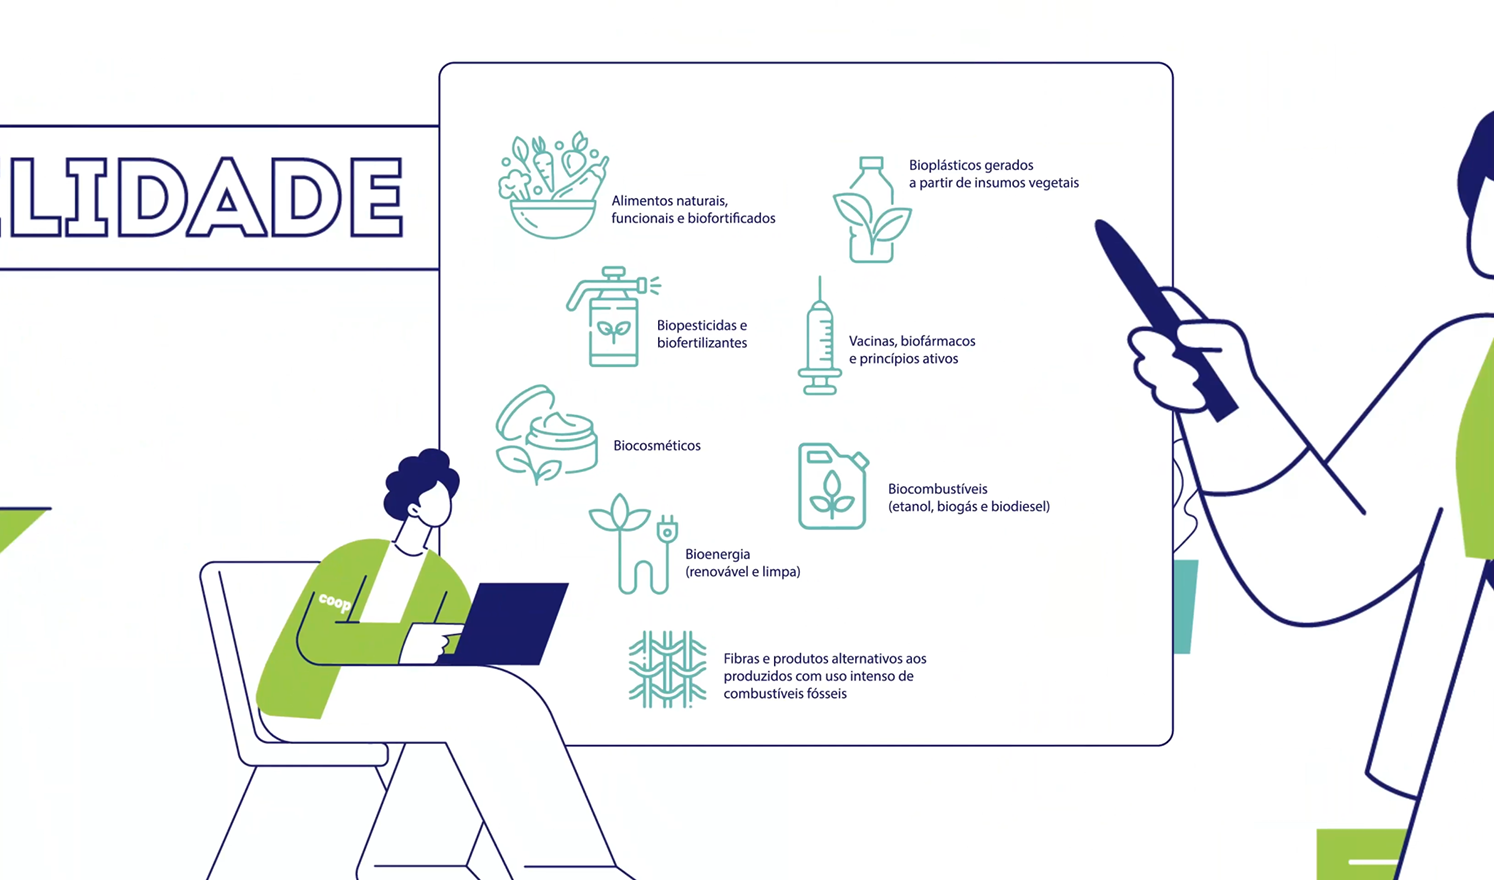 ELIDADE
Alimentos naturais,
funcionais e biofortificados
Bioplásticos gerados
a partir de insumos vegetais
Biopesticidas e
biofertilizantes
Vacinas, biofármacos
e princípios ativos
Biocosméticos
Biocombustíveis
(etanol, biogás e biodiesel)
Bioenergia
(renovável e limpa)
coop
Fibras e produtos alternativos aos
produzidos com uso intenso de
combustíveis fósseis